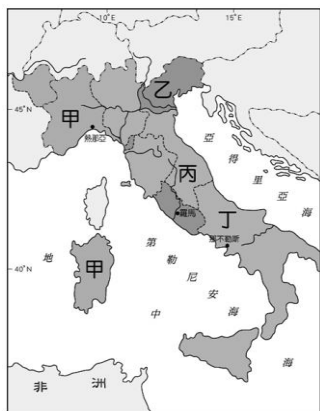 10°E 15°E
45°N
40°N
甲
乙
丙
丁
甲
熱那亞
羅馬
那不勒斯
亞得里亞海
第勒尼安海
地中海
非洲